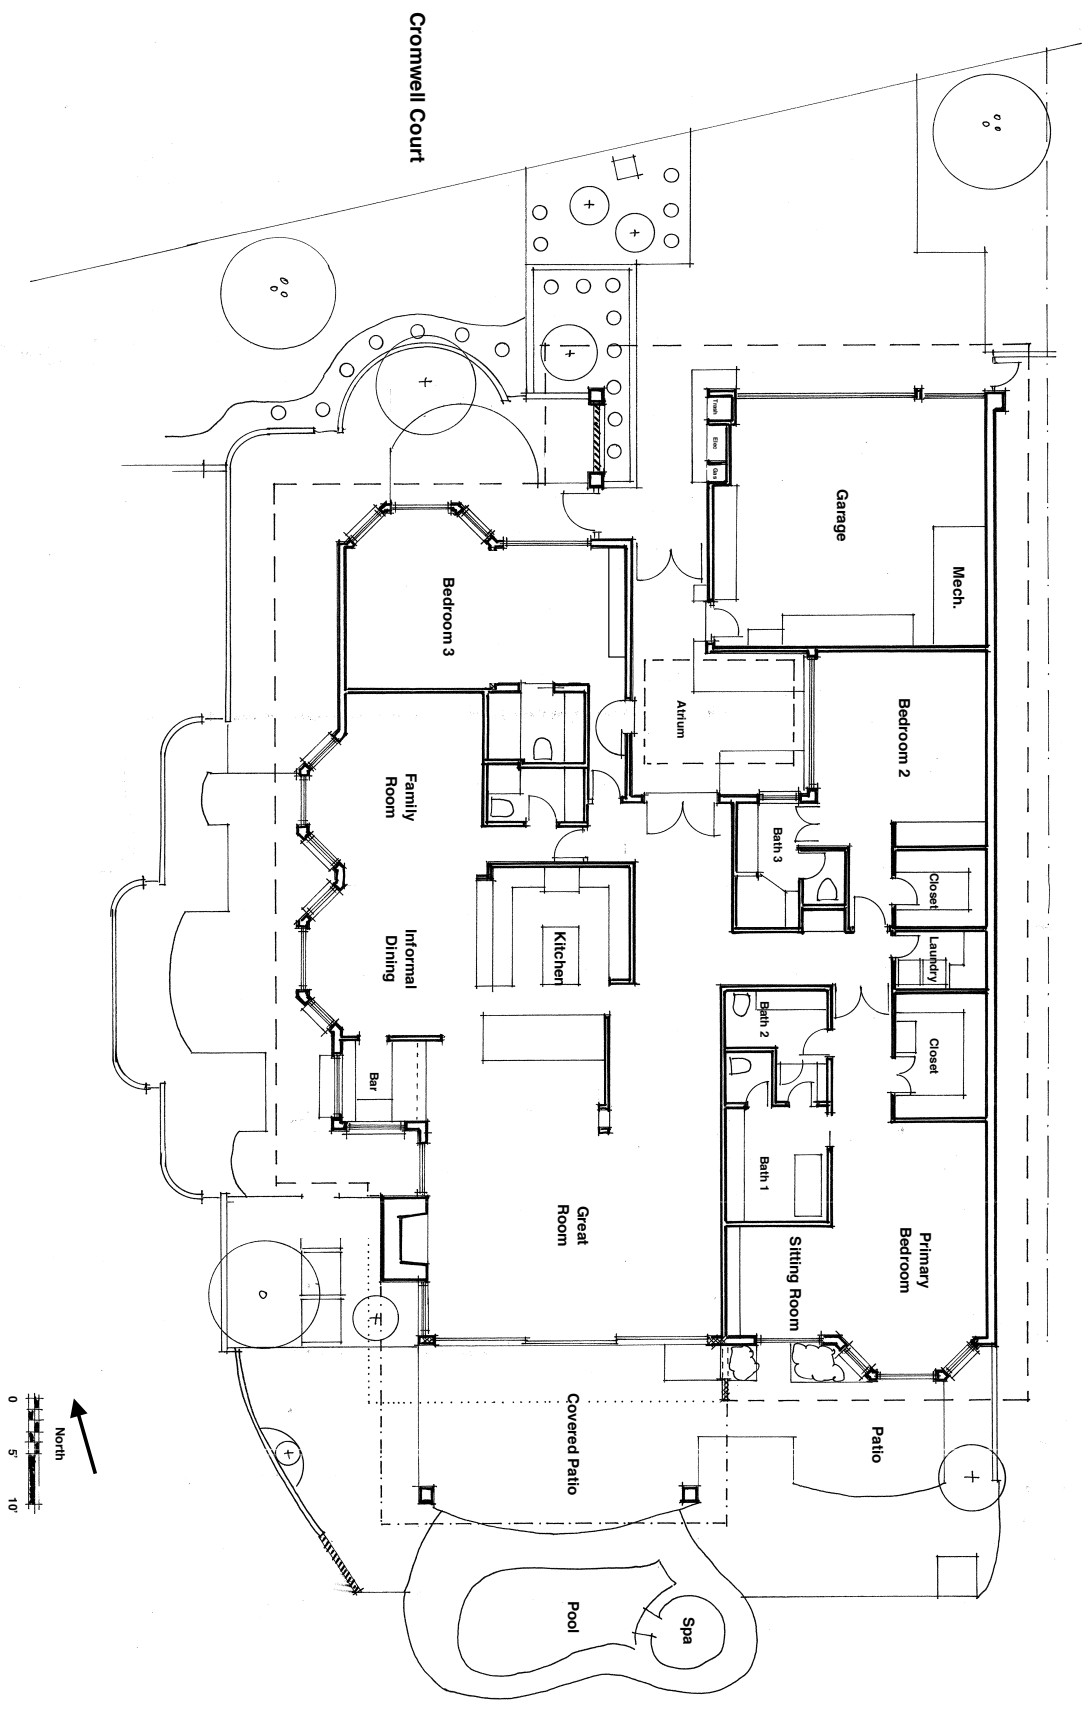 Cromwell Court
Trash
Elec
Gas
Garage
Mech.
Bedroom 3
Atrium
Bedroom 2
Family
Room
Bath 3
Closet
Informal
Dining
Kitchen
Laundry
Bar
Bath 2
Closet
Bath 1
Great
Room
Sitting Room
Primary
Bedroom
Covered Patio
Patio
Pool
Spa
North
0 5' 10'